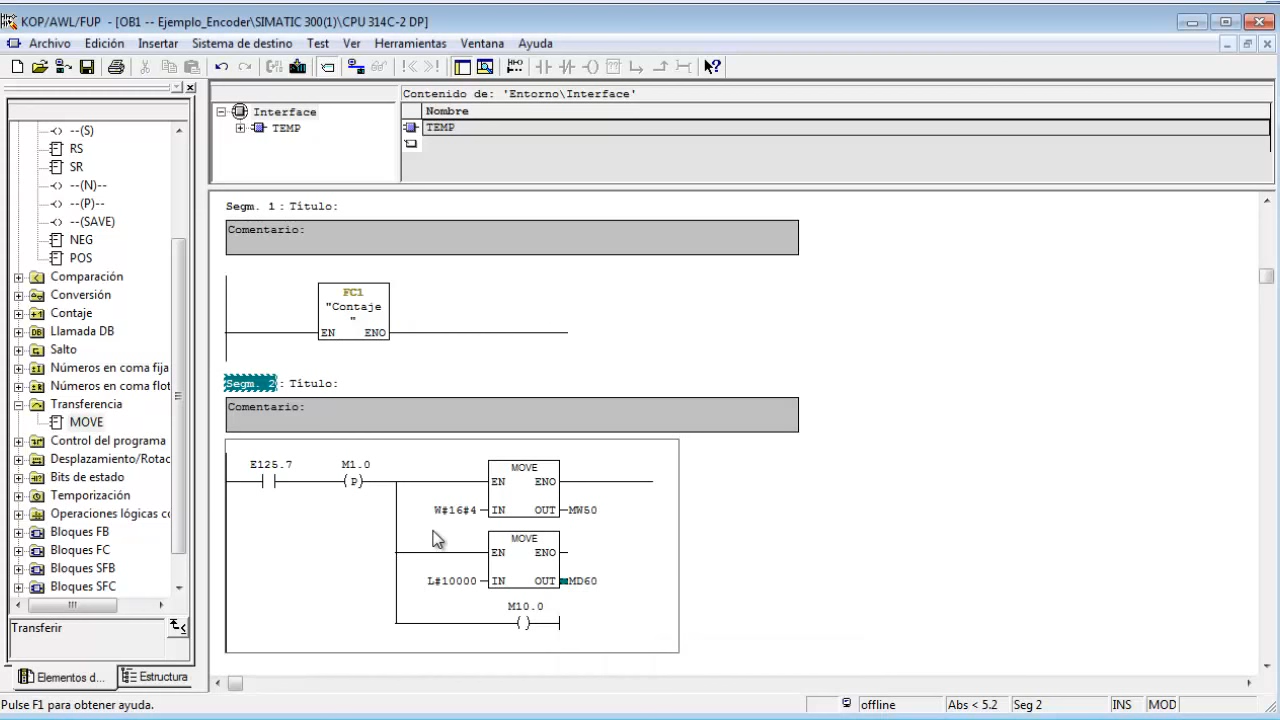 KOP/AWL/FUP - [OB1 -- Ejemplo_Encoder\SIMATIC 300(1)\CPU 314C-2 DP]
Archivo Edición Insertar Sistema de destino Test Ver Herramientas Ventana Ayuda
Contenido de: 'Entorno\Interface'
Interface
TEMP
Nombre
TEMP
--(S)
RS
SR
--(N)--
--(P)--
--(SAVE)
NEG
POS
Comparación
Conversión
Contaje
Llamada DB
Salto
Números en coma fija
Números en coma flot
Transferencia
MOVE
Control del programa
Desplazamiento/Rotac
Bits de estado
Temporización
Operaciones lógicas co
Bloques FB
Bloques FC
Bloques SFB
Bloques SFC
Transferir
Elementos d...
Estructura
Segm. 1 : Título:
Comentario:
FC1
"Contaje
"
EN ENO
Segm. 2 : Título:
Comentario:
E125.7 M1.0 MOVE
(P) EN ENO
W#16#4 IN OUT MW50
MOVE
EN ENO
L#10000 IN OUT MD60
M10.0
( )
Pulse F1 para obtener ayuda.
offline Abs < 5.2 Seg 2 INS MOD